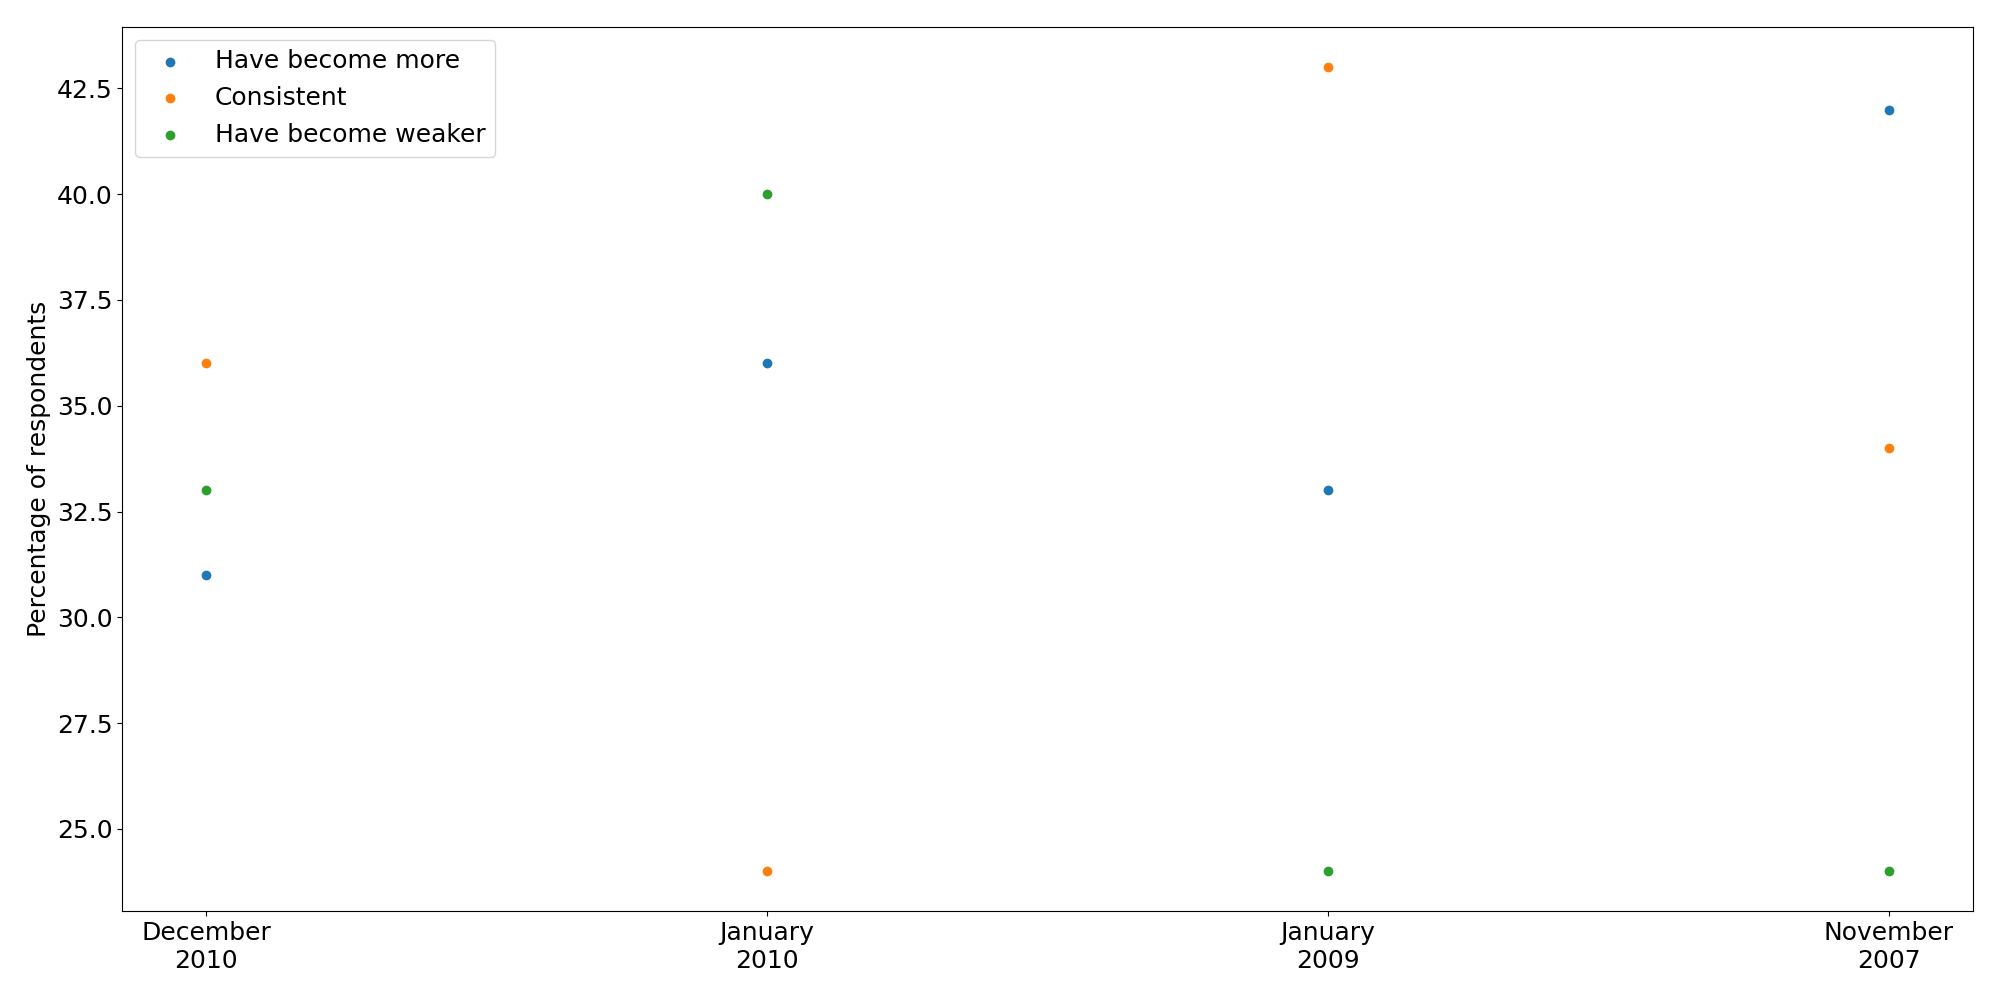 Have become more
Consistent
Have become weaker
Percentage of respondents
42.5
40.0
37.5
35.0
32.5
30.0
27.5
25.0
December
2010
January
2010
January
2009
November
2007